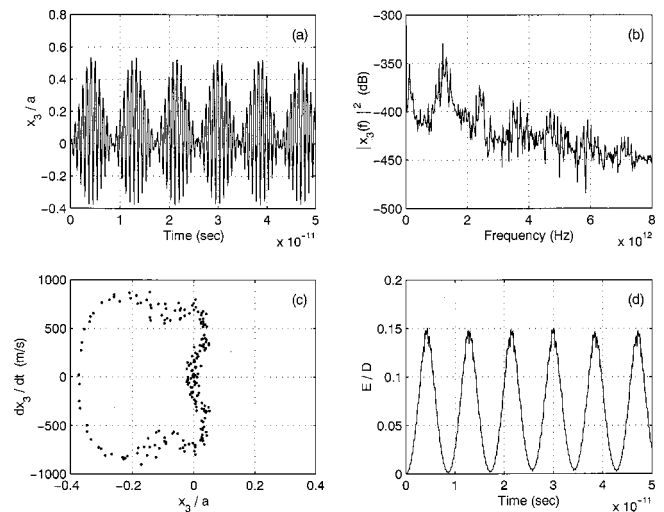 (a)
0.8
0.6
0.4
0.2
0
−0.2
−0.4
x3 / a
0 1 2 3 4 5
Time (sec)
x 10−11
(b)
−300
−350
−400
−450
−500
| x3(f) |2 (dB)
0 2 4 6 8
Frequency (Hz)
x 1012
(c)
1000
500
0
−500
−1000
dx3 / dt (m/s)
−0.4 −0.2 0 0.2 0.4
x3 / a
(d)
0.2
0.15
0.1
0.05
0
E / D
0 1 2 3 4 5
Time (sec)
x 10−11